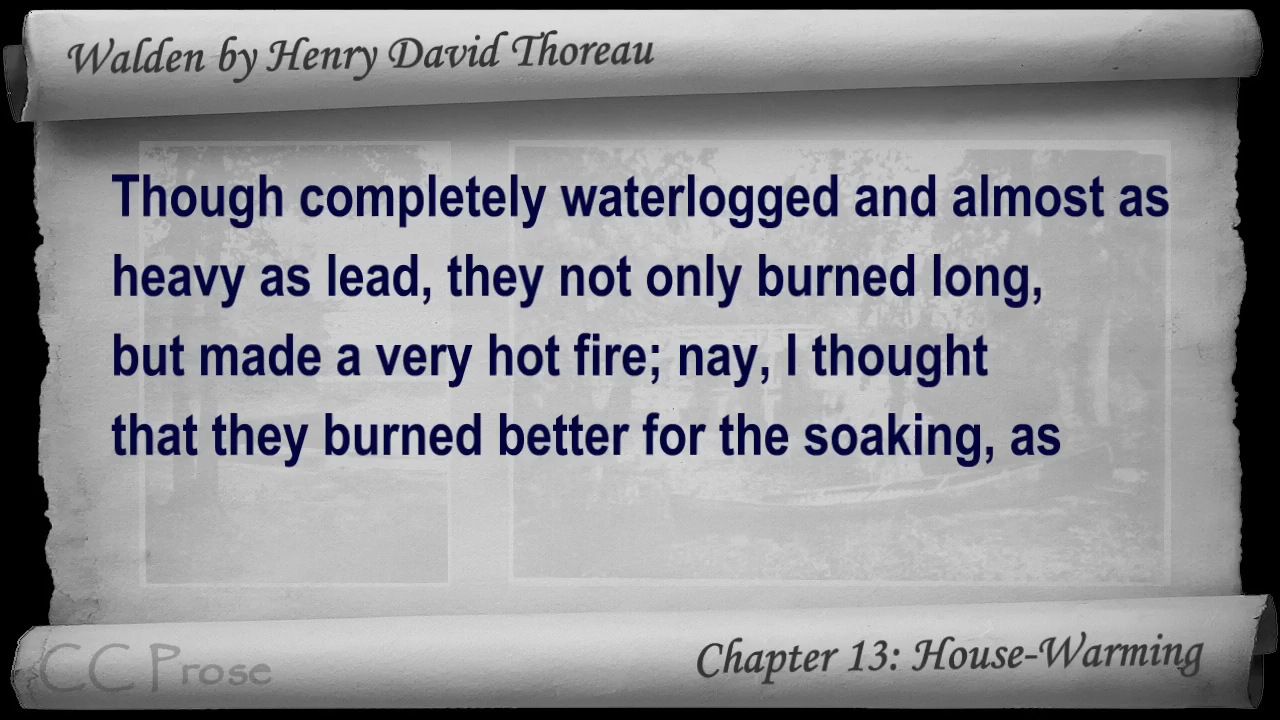 Walden by Henry David Thoreau
Though completely waterlogged and almost as
heavy as lead, they not only burned long,
but made a very hot fire; nay, I thought
that they burned better for the soaking, as
CC Prose
Chapter 13: House-Warming